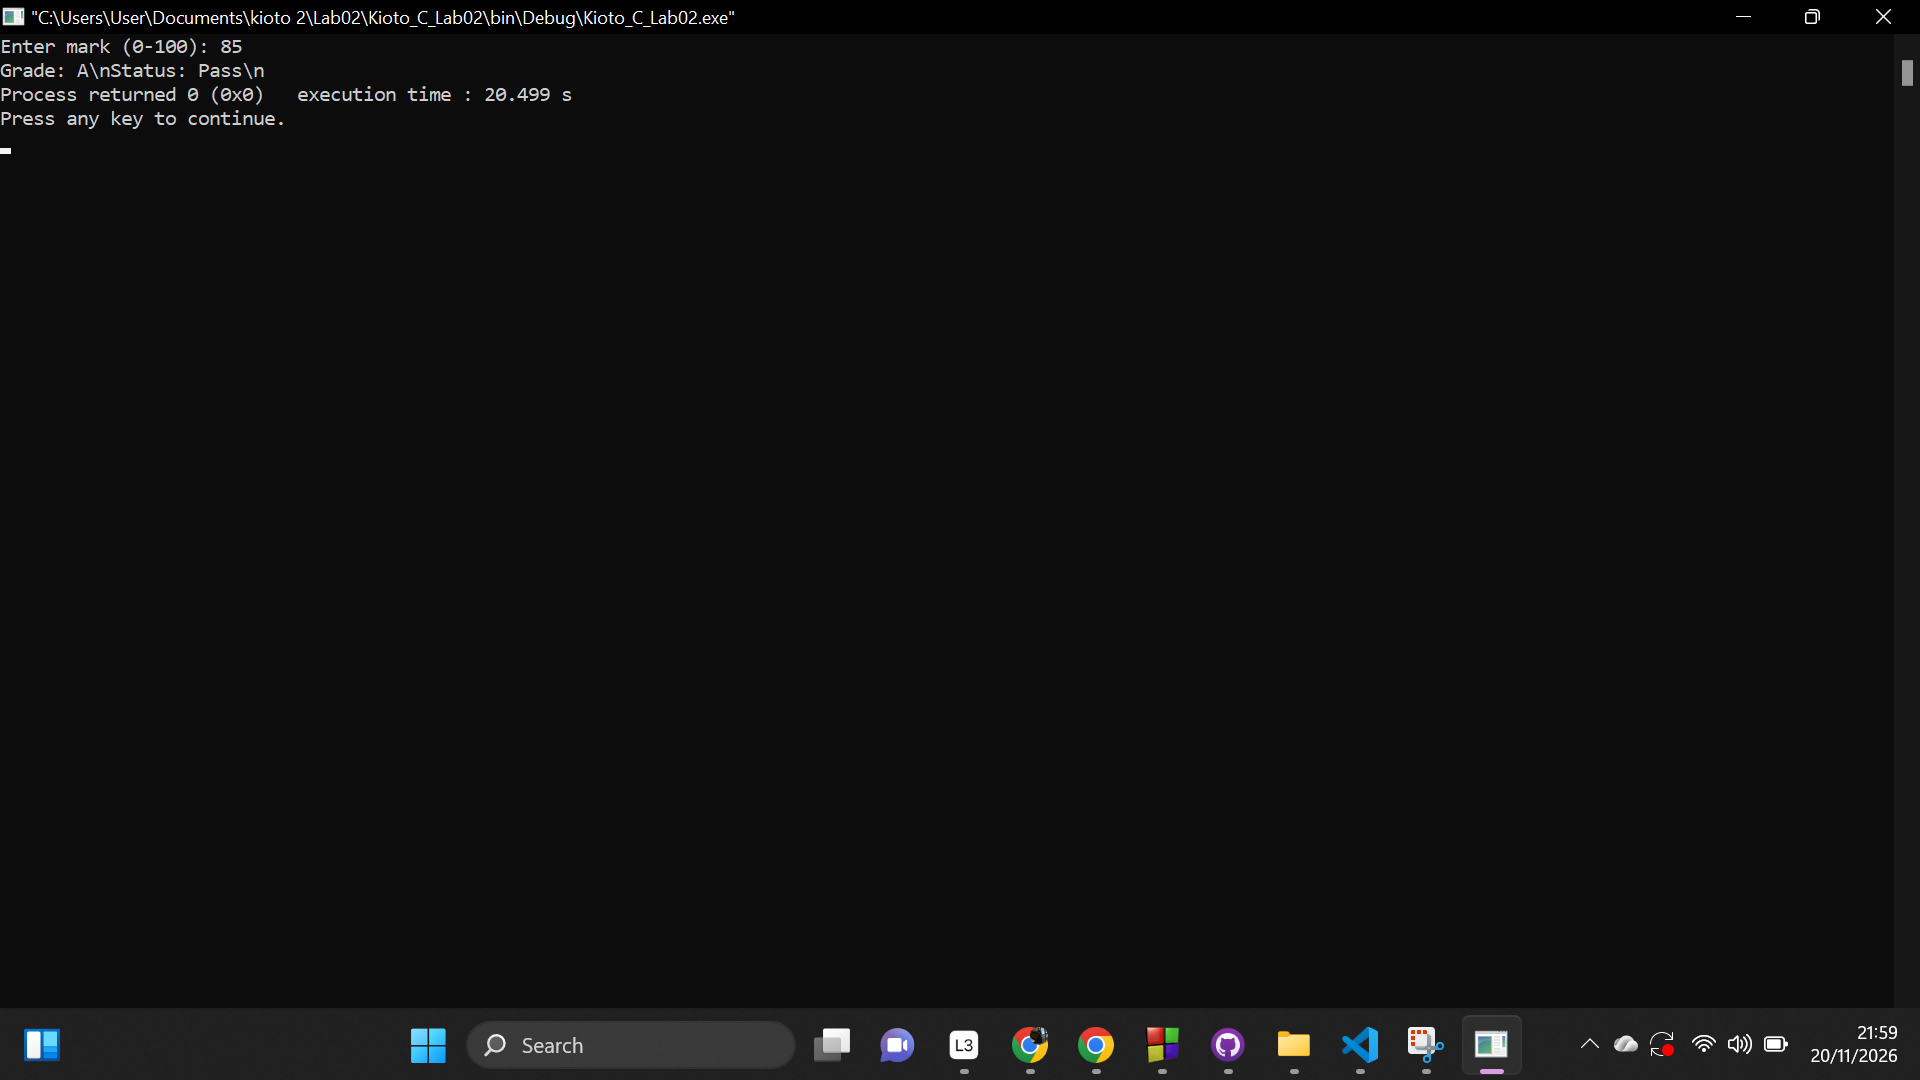 "C:\Users\User\Documents\kioto 2\Lab02\Kioto_C_Lab02\bin\Debug\Kioto_C_Lab02.exe"
Enter mark (0-100): 85
Grade: A\nStatus: Pass\n
Process returned 0 (0x0)   execution time : 20.499 s
Press any key to continue.
Search
L3
21:59
20/11/2026